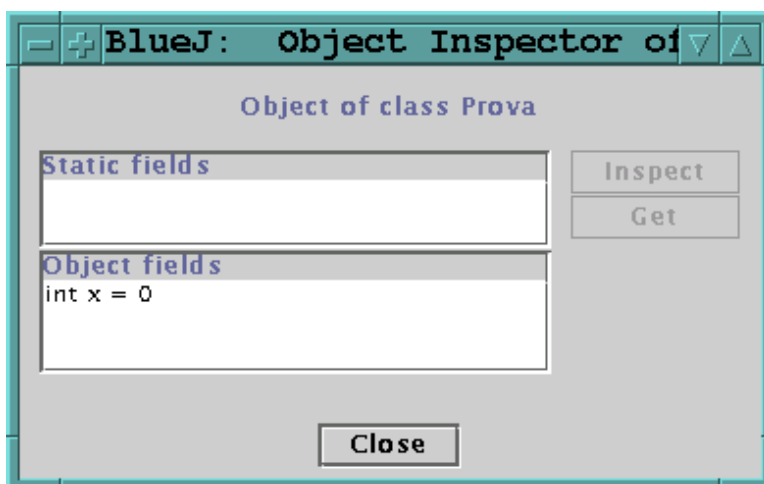 BlueJ: Object Inspector of
Object of class Prova
Static fields
Inspect
Get
Object fields
int x = 0
Close